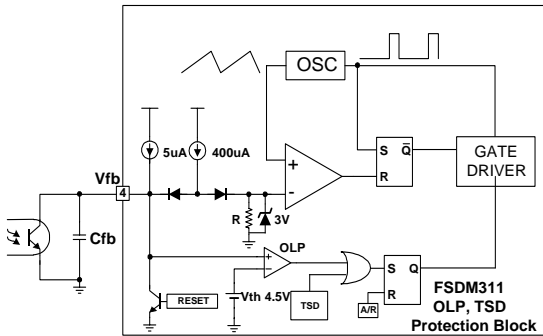 OSC
5uA
400uA
Vfb
4
+
-
S
Q̄
R
GATE
DRIVER
R
3V
Cfb
OLP
+
-
S
Q
R
RESET
Vth 4.5V
TSD
A/R
FSDM311
OLP, TSD
Protection Block